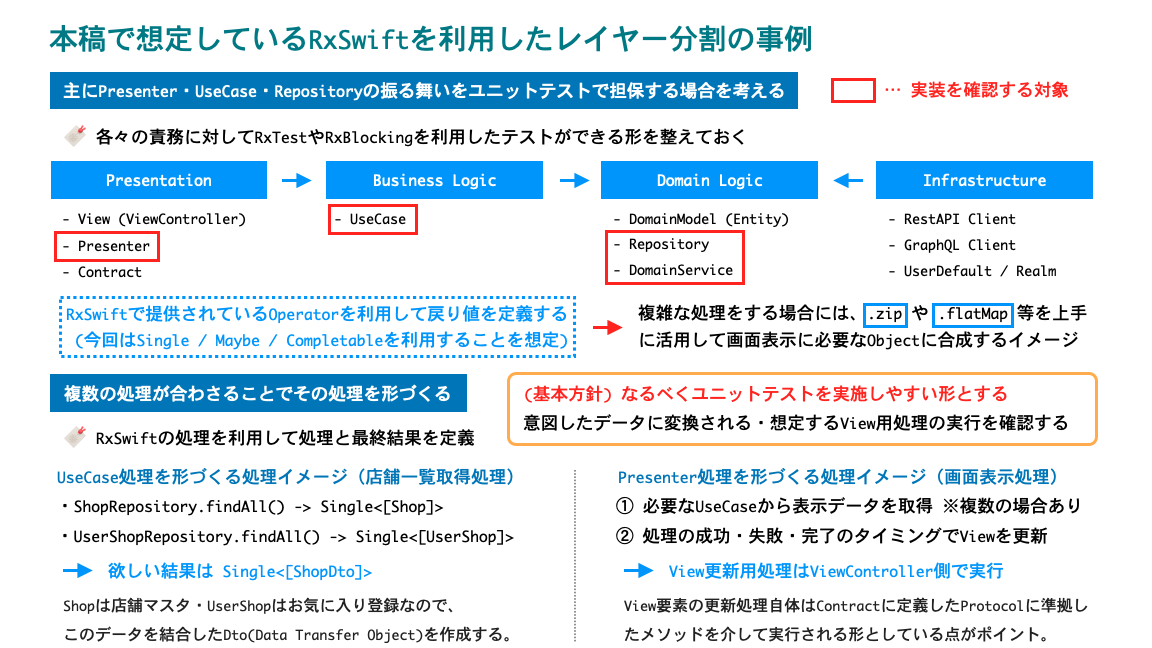 本稿で想定しているRxSwiftを利用したレイヤー分割の事例
主にPresenter・UseCase・Repositoryの振る舞いをユニットテストで担保する場合を考える
… 実装を確認する対象
各々の責務に対してRxTestやRxBlockingを利用したテストができる形を整えておく
Presentation
Business Logic
Domain Logic
Infrastructure
- View (ViewController)
- Presenter
- Contract
- UseCase
- DomainModel (Entity)
- Repository
- DomainService
- RestAPI Client
- GraphQL Client
- UserDefault / Realm
RxSwiftで提供されているOperatorを利用して戻り値を定義する
(今回はSingle / Maybe / Completableを利用することを想定)
複雑な処理をする場合には、.zip や .flatMap 等を上手
に活用して画面表示に必要なObjectに合成するイメージ
複数の処理が合わさることでその処理を形づくる
(基本方針) なるべくユニットテストを実施しやすい形とする
意図したデータに変換される・想定するView用処理の実行を確認する
RxSwiftの処理を利用して処理と最終結果を定義
UseCase処理を形づくる処理イメージ（店舗一覧取得処理）
・ShopRepository.findAll() -> Single<[Shop]>
・UserShopRepository.findAll() -> Single<[UserShop]>
欲しい結果は Single<[ShopDto]>
Shopは店舗マスタ・UserShopはお気に入り登録なので、
このデータを結合したDto(Data Transfer Object)を作成する。
Presenter処理を形づくる処理イメージ（画面表示処理）
① 必要なUseCaseから表示データを取得 ※複数の場合あり
② 処理の成功・失敗・完了のタイミングでViewを更新
View更新用処理はViewController側で実行
View要素の更新処理自体はContractに定義したProtocolに準拠し
たメソッドを介して実行される形としている点がポイント。